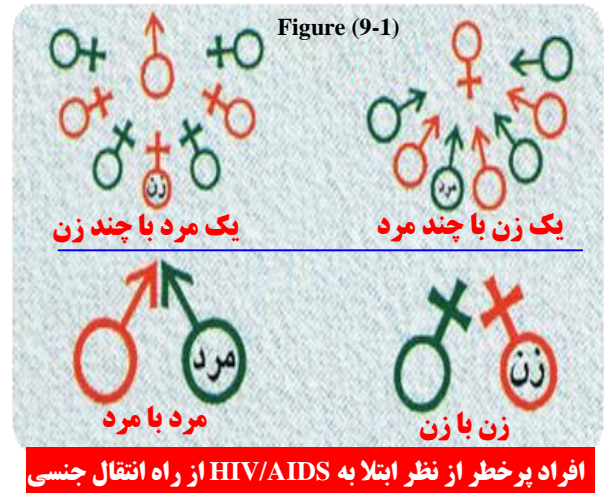 Figure (9-1)
زن
مرد
یک مرد با چند زن
یک زن با چند مرد
مرد
زن
مرد با مرد
زن با زن
افراد پرخطر از نظر ابتلا به HIV/AIDS از راه انتقال جنسی